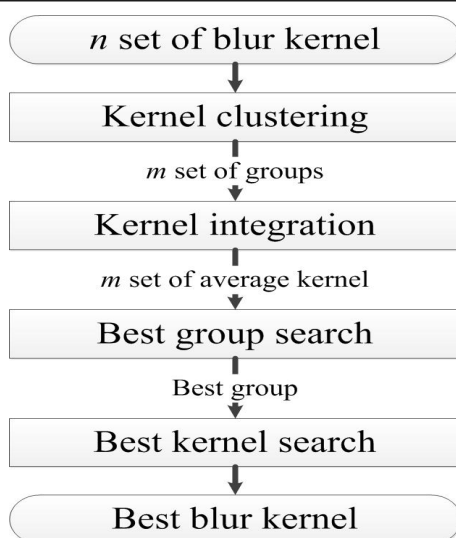 n set of blur kernel
Kernel clustering
m set of groups
Kernel integration
m set of average kernel
Best group search
Best group
Best kernel search
Best blur kernel